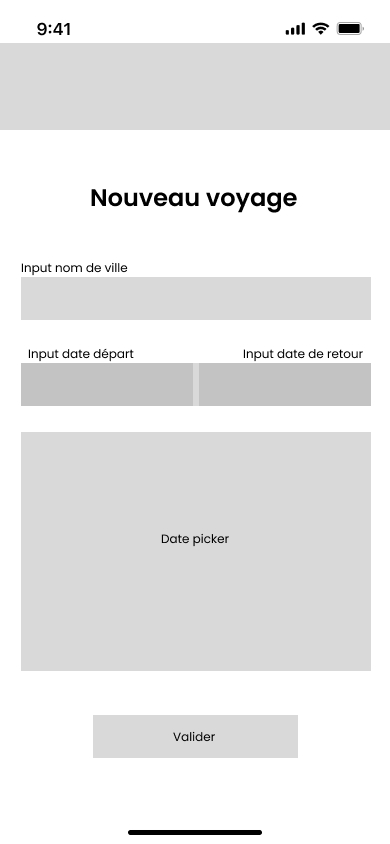 9:41
Nouveau voyage
Input nom de ville
Input date départ Input date de retour
Date picker
Valider